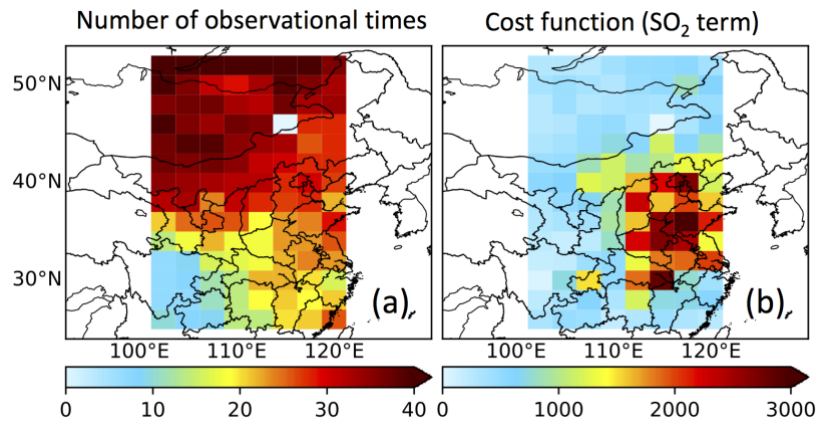 Number of observational times
Cost function (SO₂ term)
50°N
40°N
30°N
(a)
(b)
100°E 110°E 120°E
100°E 110°E 120°E
0 10 20 30 40
0 1000 2000 3000